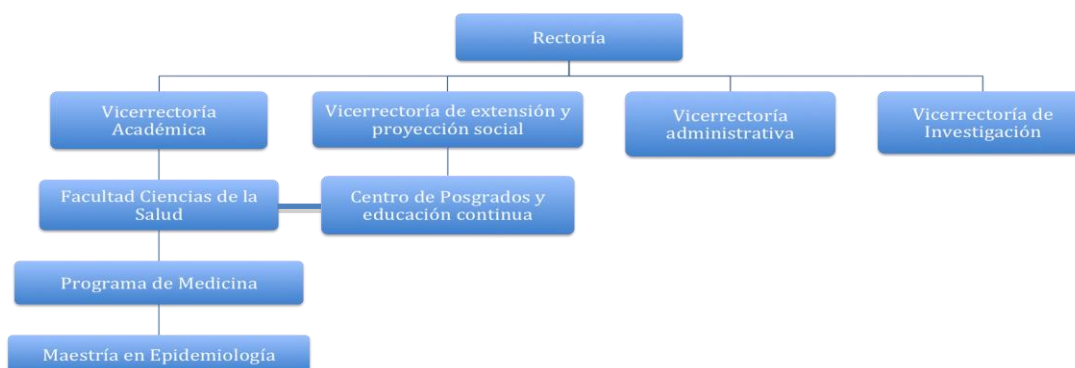 Rectoría
Vicerrectoría
Académica
Vicerrectoría de extensión y
proyección social
Vicerrectoría
administrativa
Vicerrectoría de
Investigación
Facultad Ciencias de la
Salud
Centro de Posgrados y
educación continua
Programa de Medicina
Maestría en Epidemiología